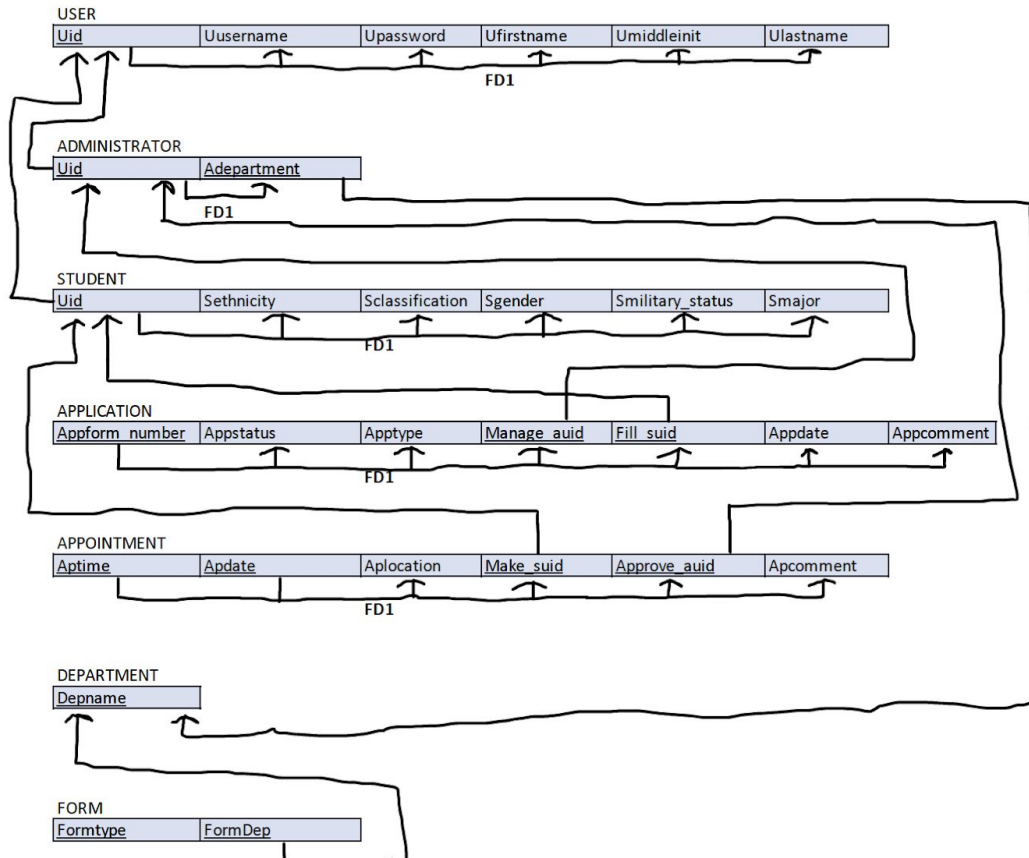 USER
Uid Uusername Upassword Ufirstname Umiddleinit Ulastname
FD1
ADMINISTRATOR
Uid Adepartment
FD1
STUDENT
Uid Sethnicity Sclassification Sgender Smilitary_status Smajor
FD1
APPLICATION
Appform_number Appstatus Apptype Manage_auid Fill_suid Appdate Appcomment
FD1
APPOINTMENT
Aptime Apdate Aplocation Make_suid Approve_auid Apcomment
FD1
DEPARTMENT
Depname
FORM
Formtype FormDep